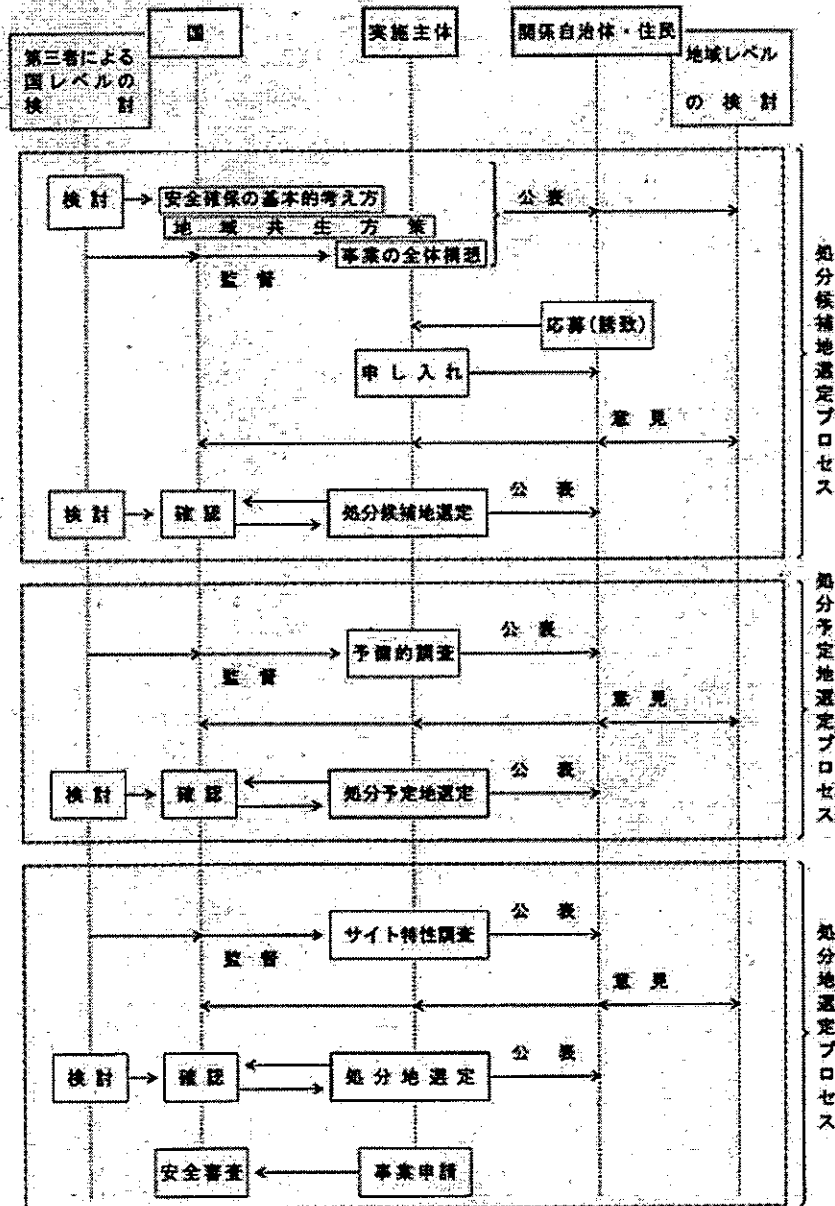 第三者による
国レベルの
検討
国
実施主体
関係自治体・住民
地域レベル
の検討
検討
安全確保の基本的考え方
地域共生方策
事業の全体構想
公表
監督
応募(誘致)
申し入れ
意見
検討
確認
処分候補地選定
公表
処分候補地選定プロセス
予備的調査
公表
監督
意見
検討
確認
処分予定地選定
公表
処分予定地選定プロセス
サイト特性調査
公表
監督
意見
検討
確認
処分地選定
公表
安全審査
事業申請
処分地選定プロセス